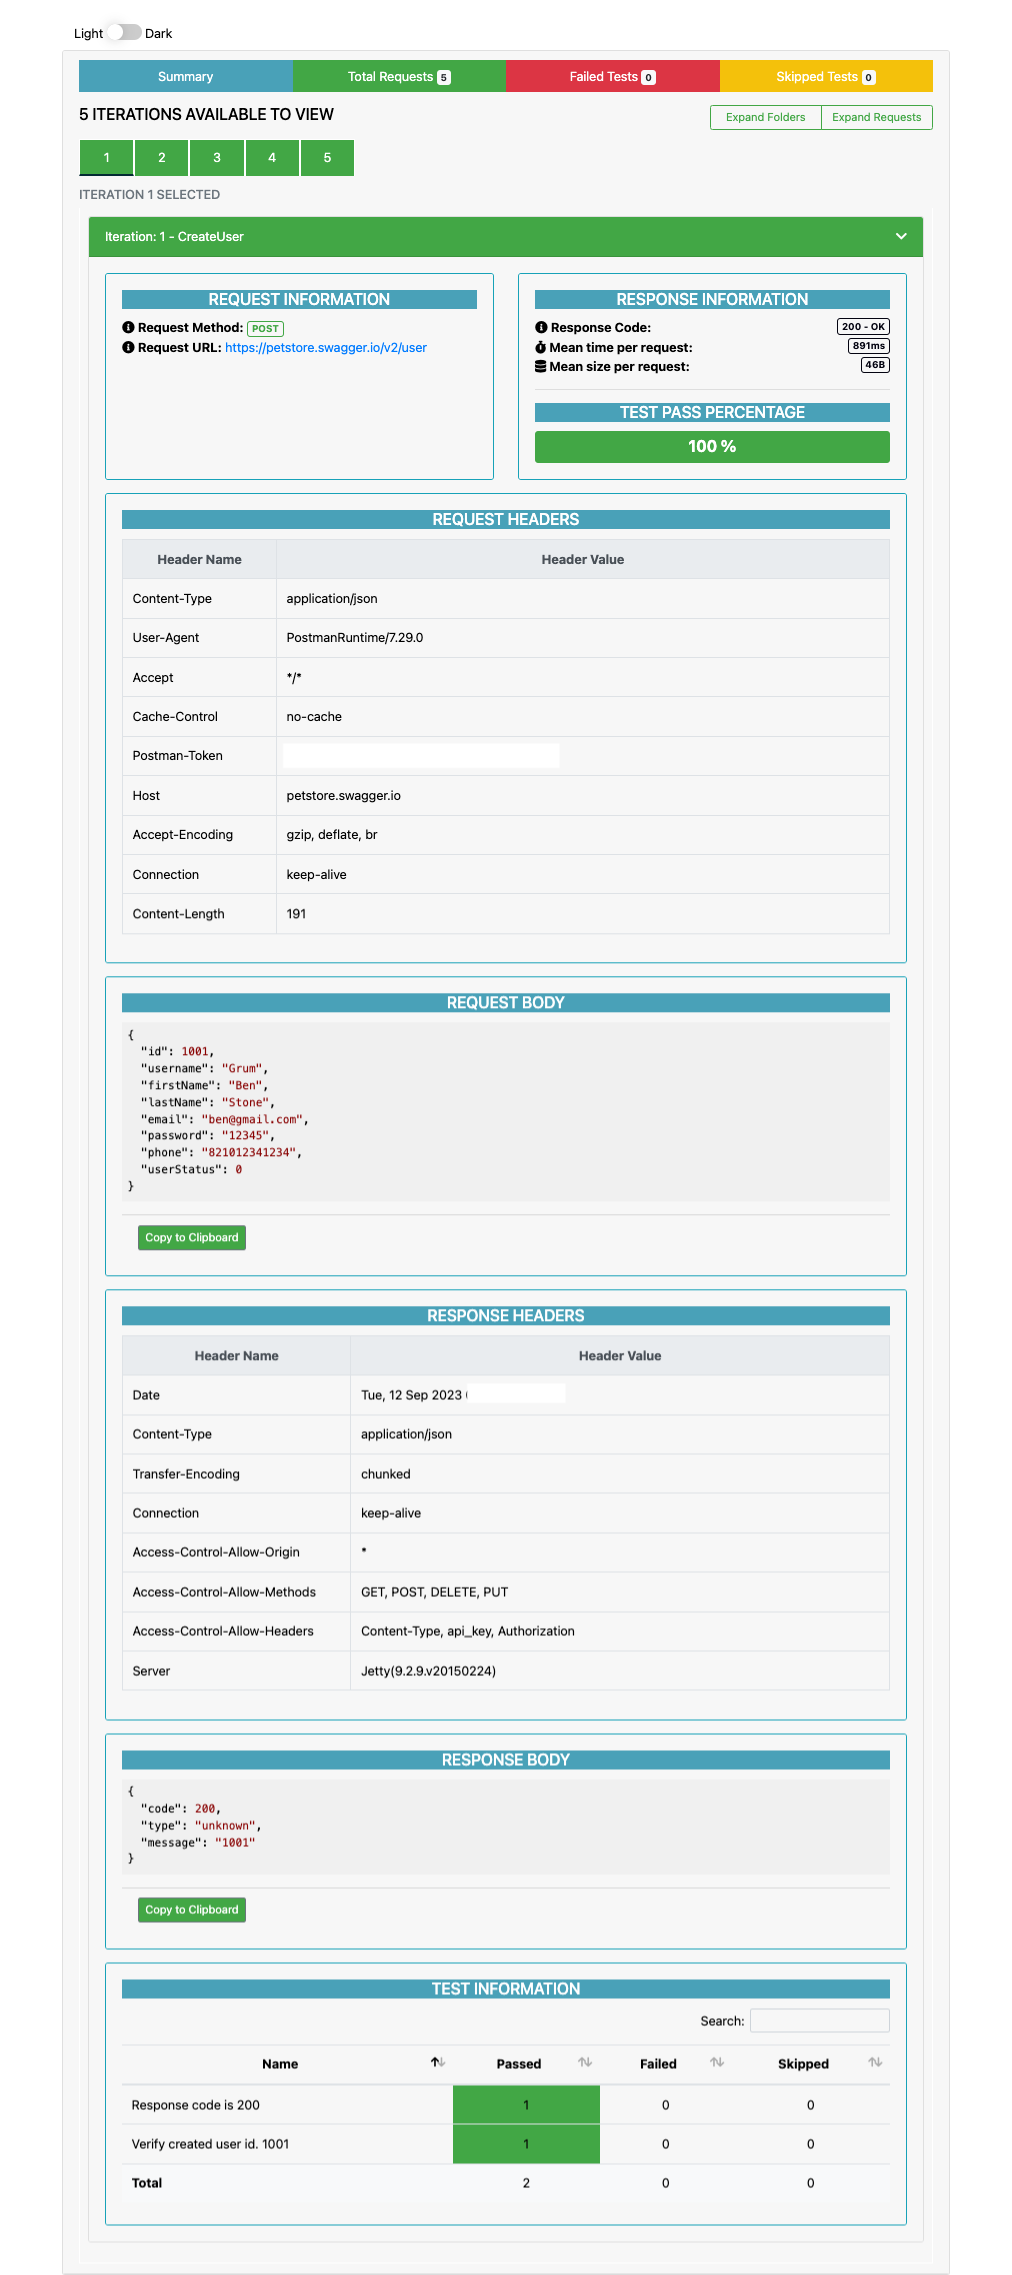 Light Dark
Summary Total Requests 5 Failed Tests 0 Skipped Tests 0
5 ITERATIONS AVAILABLE TO VIEW
Expand Folders Expand Requests
1 2 3 4 5
ITERATION 1 SELECTED
Iteration: 1 - CreateUser
REQUEST INFORMATION
Request Method: POST
Request URL: https://petstore.swagger.io/v2/user
RESPONSE INFORMATION
Response Code: 200 - OK
Mean time per request: 891ms
Mean size per request: 46B
TEST PASS PERCENTAGE
100 %
REQUEST HEADERS
Header Name Header Value
Content-Type application/json
User-Agent PostmanRuntime/7.29.0
Accept */*
Cache-Control no-cache
Postman-Token
Host petstore.swagger.io
Accept-Encoding gzip, deflate, br
Connection keep-alive
Content-Length 191
REQUEST BODY
{
"id": 1001,
"username": "Grum",
"firstName": "Ben",
"lastName": "Stone",
"email": "ben@gmail.com",
"password": "12345",
"phone": "821012341234",
"userStatus": 0
}
Copy to Clipboard
RESPONSE HEADERS
Header Name Header Value
Date Tue, 12 Sep 2023
Content-Type application/json
Transfer-Encoding chunked
Connection keep-alive
Access-Control-Allow-Origin *
Access-Control-Allow-Methods GET, POST, DELETE, PUT
Access-Control-Allow-Headers Content-Type, api_key, Authorization
Server Jetty(9.2.9.v20150224)
RESPONSE BODY
{
"code": 200,
"type": "unknown",
"message": "1001"
}
Copy to Clipboard
TEST INFORMATION
Search:
Name Passed Failed Skipped
Response code is 200 1 0 0
Verify created user id. 1001 1 0 0
Total 2 0 0